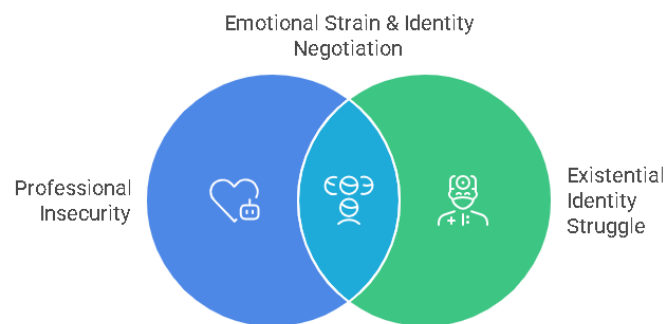 Emotional Strain & Identity
Negotiation
Professional
Insecurity
Existential
Identity
Struggle